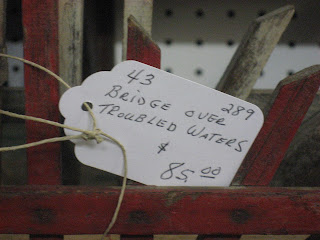 43 289
BRIDGE OVER
TROUBLED WATERS
$
85.00